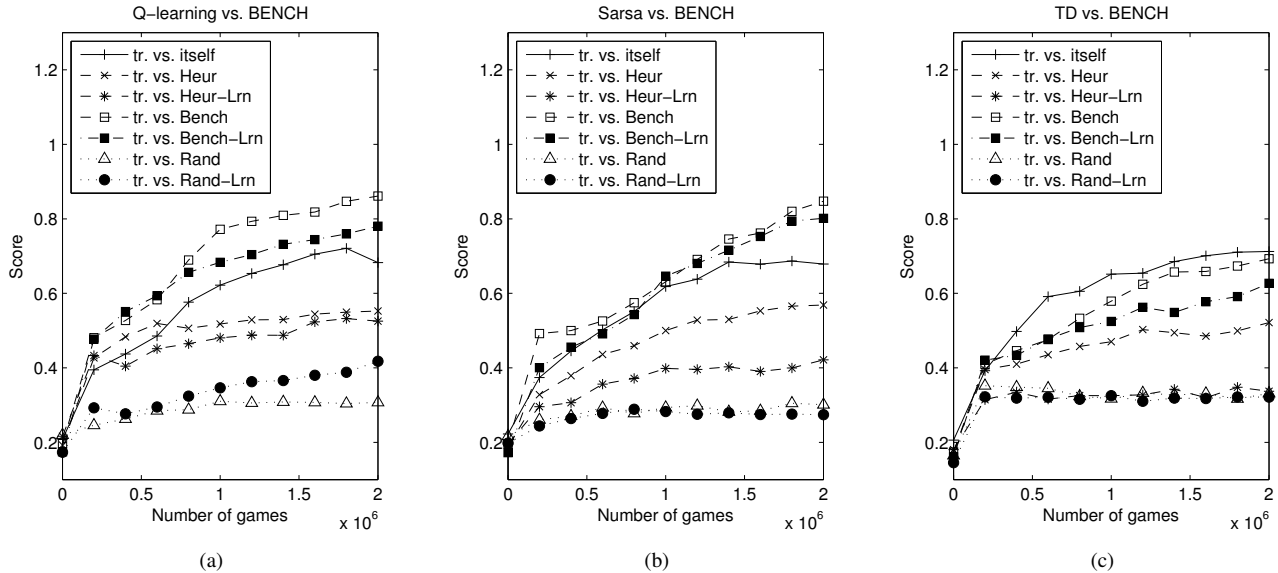 Q-learning vs. BENCH
1.2
1
0.8
0.6
0.4
0.2
Score
tr. vs. itself
tr. vs. Heur
tr. vs. Heur-Lrn
tr. vs. Bench
tr. vs. Bench-Lrn
tr. vs. Rand
tr. vs. Rand-Lrn
0 0.5 1 1.5 2
Number of games
x 10^6
(a)
Sarsa vs. BENCH
1.2
1
0.8
0.6
0.4
0.2
Score
tr. vs. itself
tr. vs. Heur
tr. vs. Heur-Lrn
tr. vs. Bench
tr. vs. Bench-Lrn
tr. vs. Rand
tr. vs. Rand-Lrn
0 0.5 1 1.5 2
Number of games
x 10^6
(b)
TD vs. BENCH
1.2
1
0.8
0.6
0.4
0.2
Score
tr. vs. itself
tr. vs. Heur
tr. vs. Heur-Lrn
tr. vs. Bench
tr. vs. Bench-Lrn
tr. vs. Rand
tr. vs. Rand-Lrn
0 0.5 1 1.5 2
Number of games
x 10^6
(c)